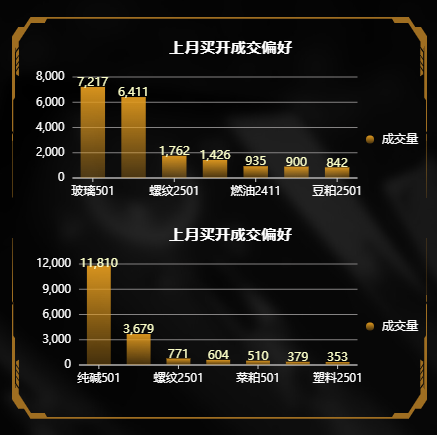 上月买开成交偏好
8,000
7,217
6,411
6,000
4,000
成交量
2,000
1,762
1,426
935
900
842
0
玻璃501
螺纹2501
燃油2411
豆粕2501
上月买开成交偏好
12,000
11,810
9,000
6,000
成交量
3,679
3,000
771
604
510
379
353
0
纯碱501
螺纹2501
菜粕501
塑料2501